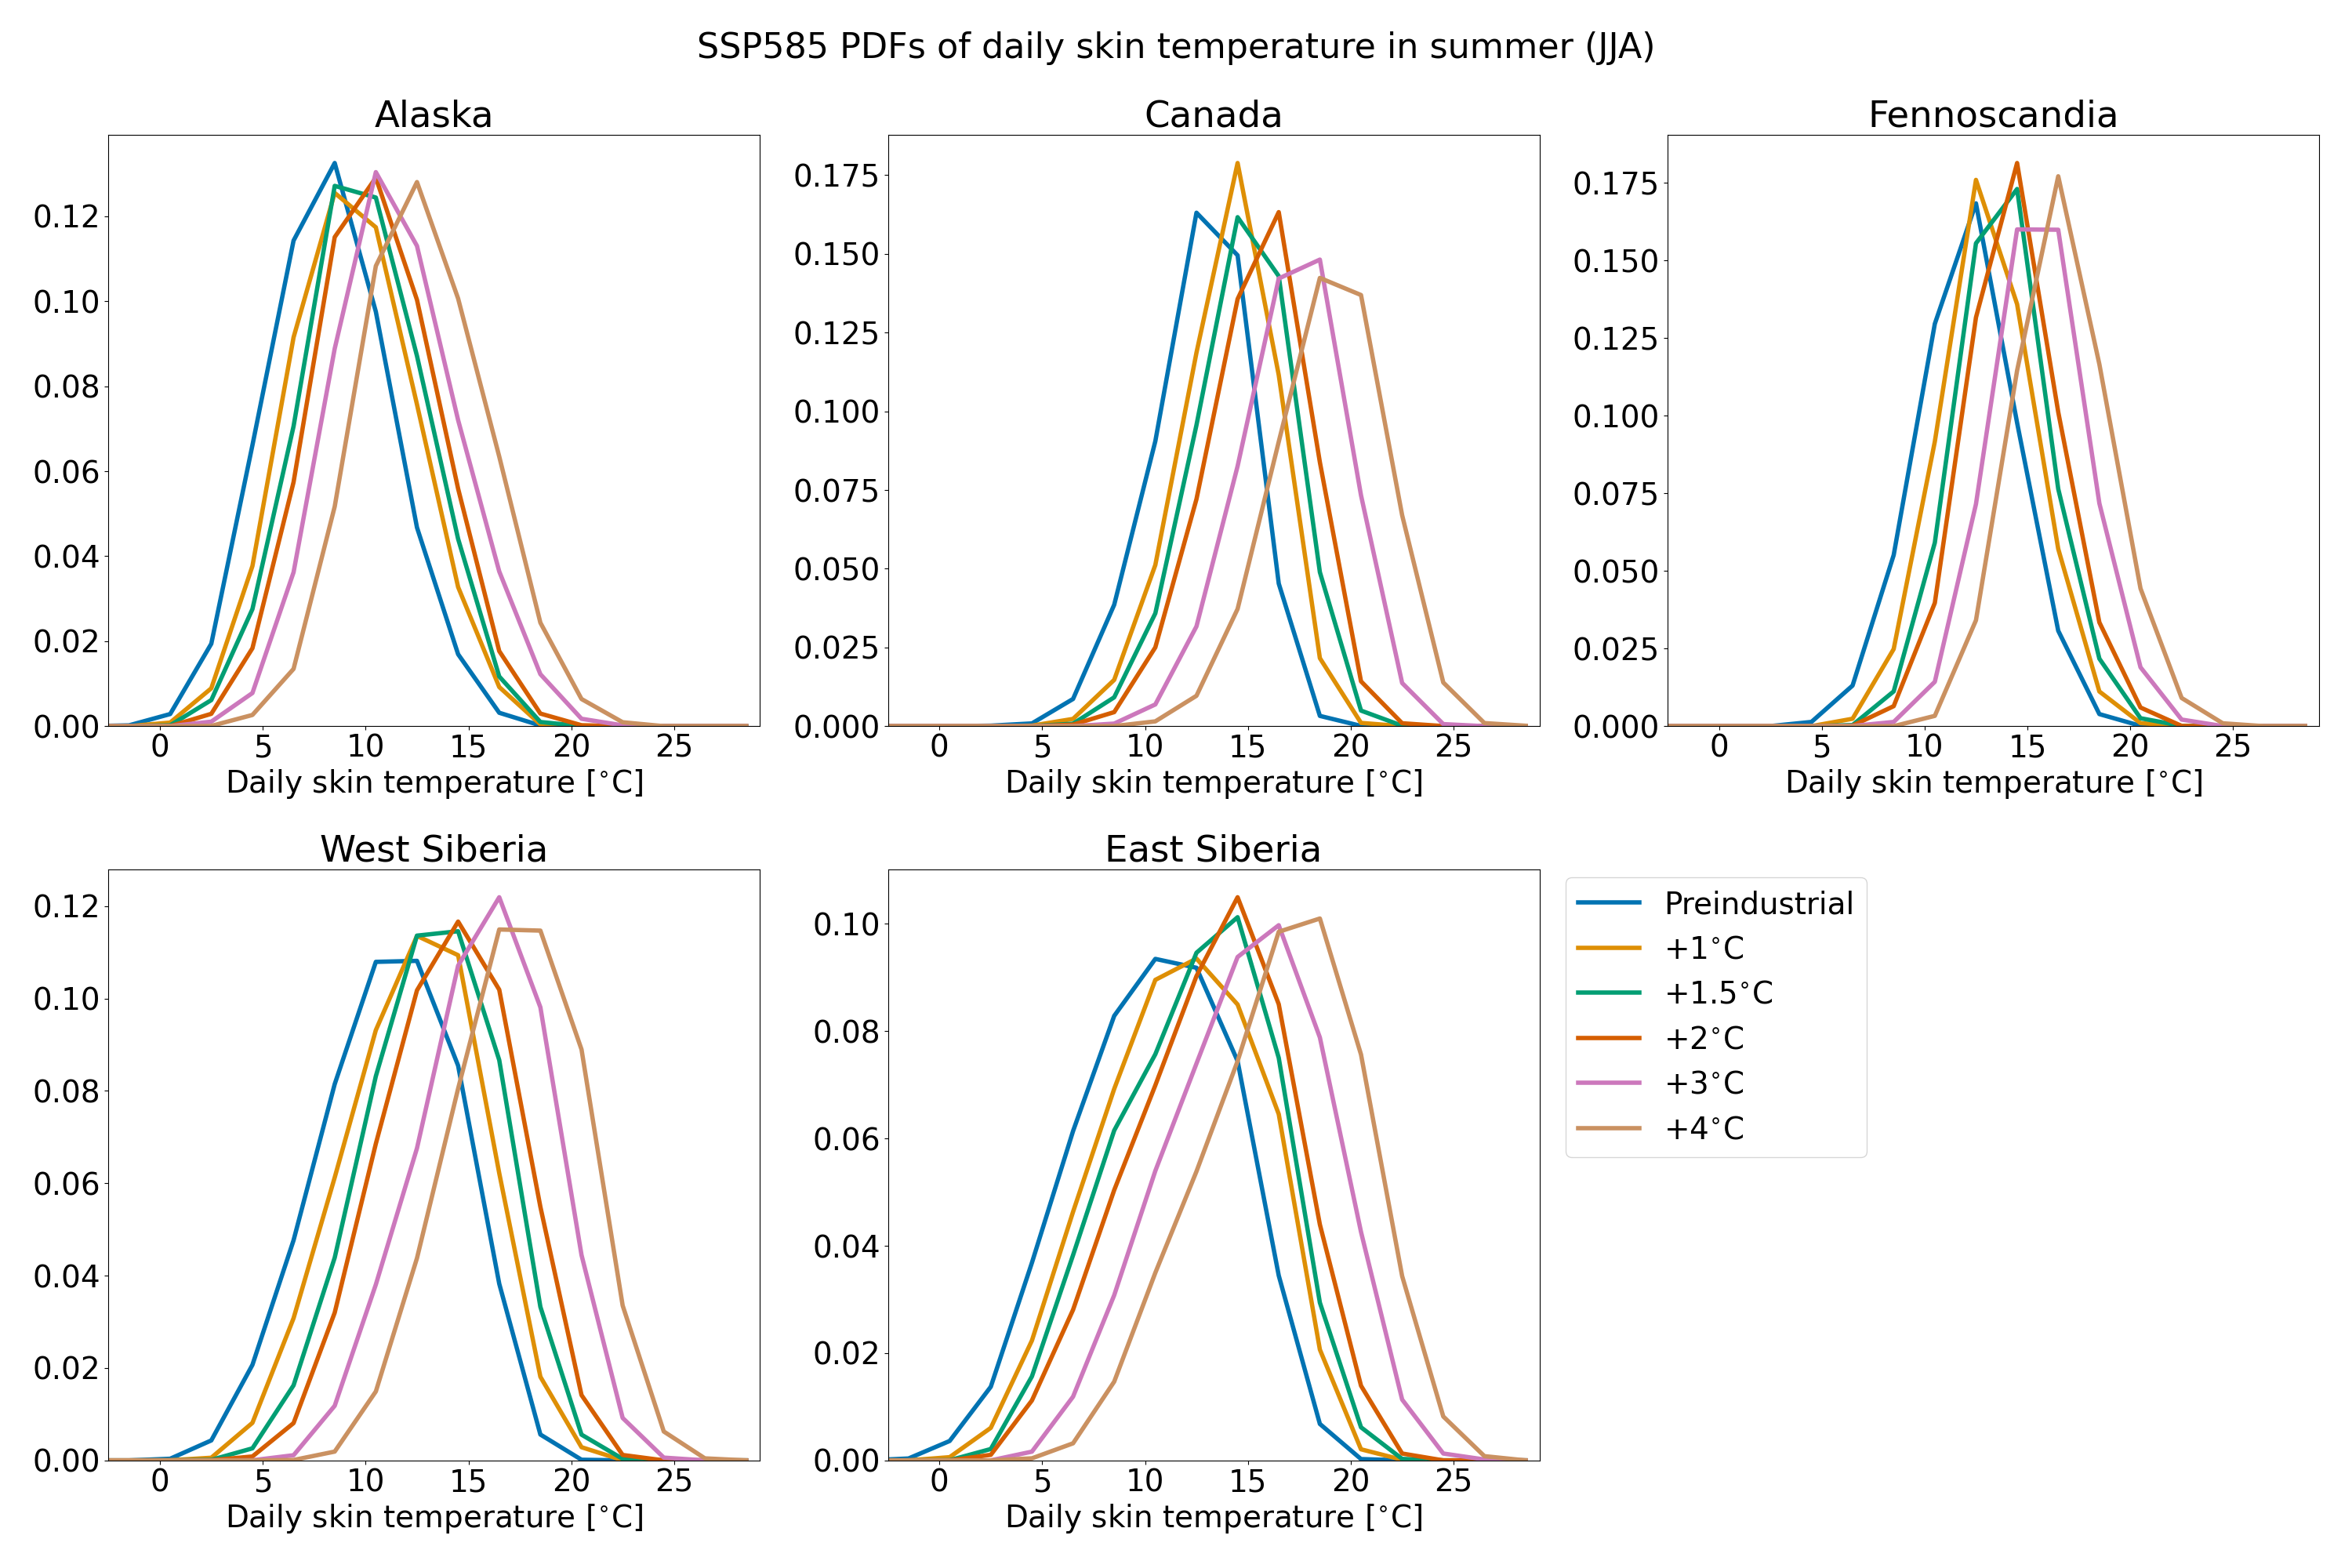 SSP585 PDFs of daily skin temperature in summer (JJA)
Alaska
0.12
0.10
0.08
0.06
0.04
0.02
0.00
0 5 10 15 20 25
Daily skin temperature [°C]
Canada
0.175
0.150
0.125
0.100
0.075
0.050
0.025
0.000
0 5 10 15 20 25
Daily skin temperature [°C]
Fennoscandia
0.175
0.150
0.125
0.100
0.075
0.050
0.025
0.000
0 5 10 15 20 25
Daily skin temperature [°C]
West Siberia
0.12
0.10
0.08
0.06
0.04
0.02
0.00
0 5 10 15 20 25
Daily skin temperature [°C]
East Siberia
0.10
0.08
0.06
0.04
0.02
0.00
0 5 10 15 20 25
Daily skin temperature [°C]
Preindustrial
+1°C
+1.5°C
+2°C
+3°C
+4°C